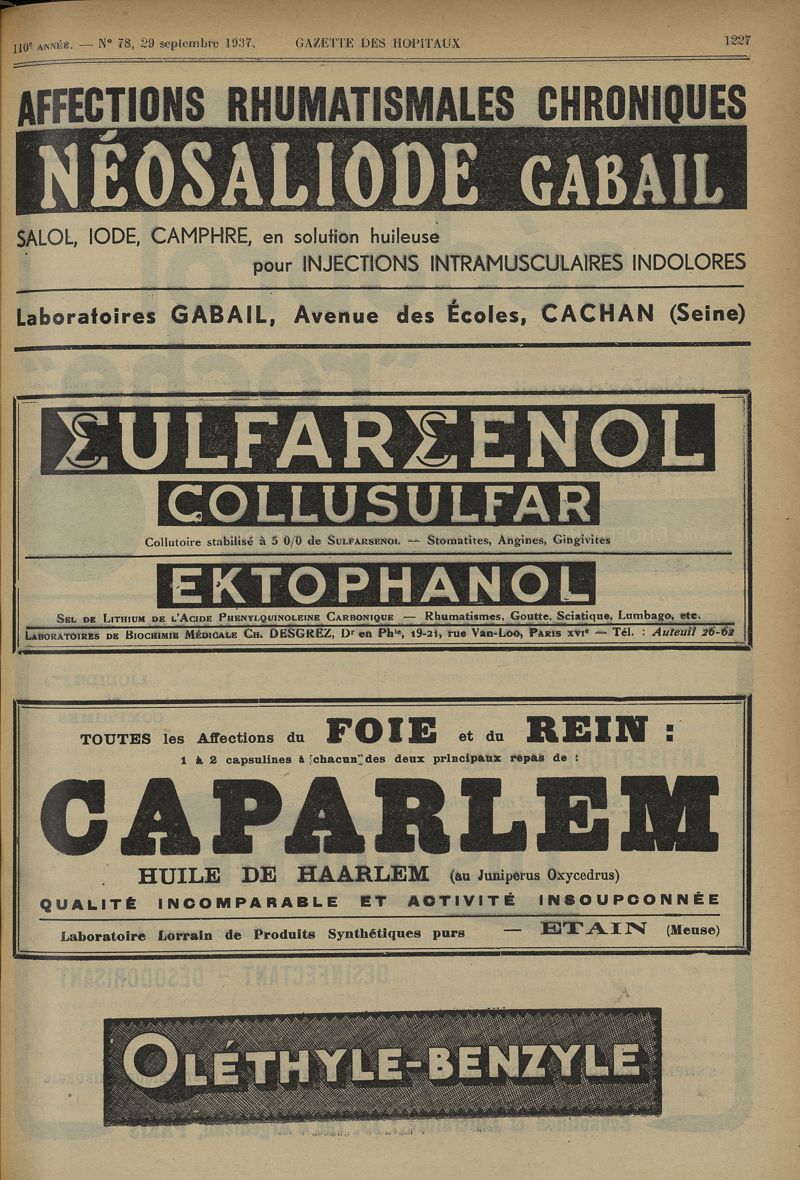 110e ANNÉE. — N° 78, 29 septembre 1937. GAZETTE DES HOPITAUX 1227
AFFECTIONS RHUMATISMALES CHRONIQUES
NÉOSALIODE GABAIL
SALOL, IODE, CAMPHRE, en solution huileuse
pour INJECTIONS INTRAMUSCULAIRES INDOLORES
Laboratoires GABAIL, Avenue des Écoles, CACHAN (Seine)
SULFARSENOL
COLLUSULFAR
Collutoire stabilisé à 5 0/0 de SULFARSENOL — Stomatites, Angines, Gingivites
EKTOPHANOL
SEL DE LITHIUM DE L'ACIDE PHENYLQUINOLEINE CARBONIQUE — Rhumatismes, Goutte, Sciatique, Lumbago, etc.
LABORATOIRES DE BIOCHIMIE MÉDICALE CH. DESGREZ, Dr en Phie, 19-21, rue Van-Loo, PARIS XVIe — Tél. : Auteuil 26-62
TOUTES les Affections du FOIE et du REIN :
1 à 2 capsulines à chacun des deux principaux repas de :
CAPARLEM
HUILE DE HAARLEM (au Juniperus Oxycedrus)
QUALITÉ INCOMPARABLE ET ACTIVITÉ INSOUPCONNÉE
Laboratoire Lorrain de Produits Synthétiques purs — ETAIN (Meuse)
OLÉTHYLE-BENZYLE